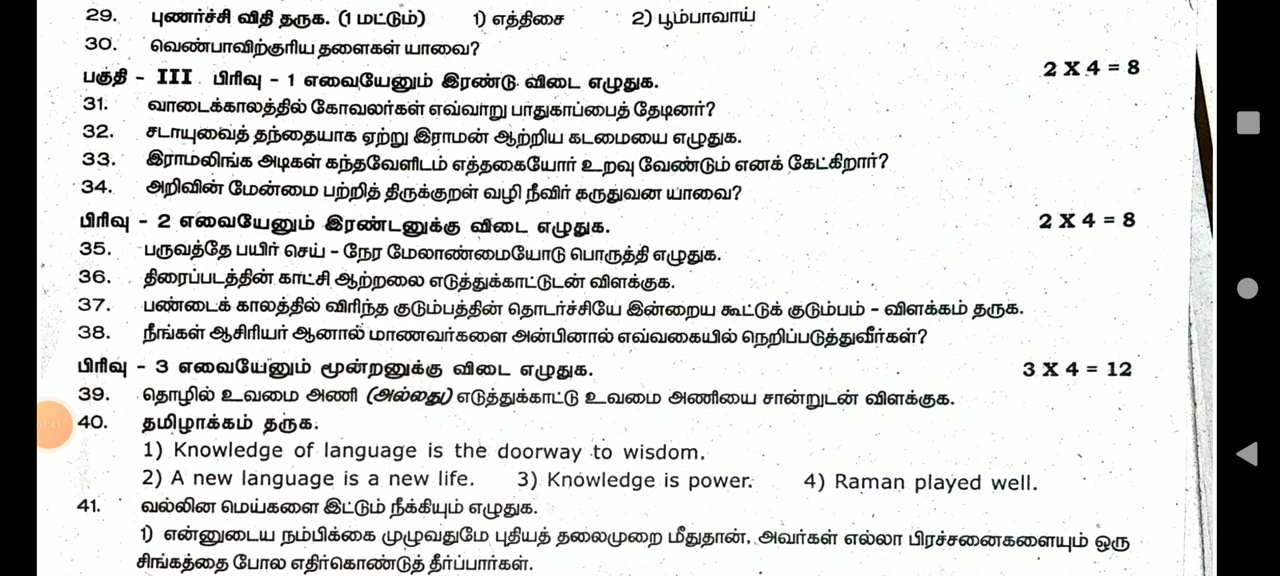 29. புணர்ச்சி விதி தருக. (1 மட்டும்) 1) எத்திசை 2) பூம்பாவாய்
30. வெண்பாவிற்குரிய தளைகள் யாவை?
பகுதி - III . பிரிவு - 1 எவையேனும் இரண்டு விடை எழுதுக. 2 X 4 = 8
31. வாடைக்காலத்தில் கோவலர்கள் எவ்வாறு பாதுகாப்பைத் தேடினர்?
32. சடாயுவைத் தந்தையாக ஏற்று இராமன் ஆற்றிய கடமையை எழுதுக.
33. இராமலிங்க அடிகள் கந்தவேளிடம் எத்தகையோர் உறவு வேண்டும் எனக் கேட்கிறார்?
34. அறிவின் மேன்மை பற்றித் திருக்குறள் வழி நீவிர் கருதுவன யாவை?
பிரிவு - 2 எவையேனும் இரண்டனுக்கு விடை எழுதுக. 2 X 4 = 8
35. பருவத்தே பயிர் செய் - நேர மேலாண்மையோடு பொருத்தி எழுதுக.
36. திரைப்படத்தின் காட்சி ஆற்றலை எடுத்துக்காட்டுடன் விளக்குக.
37. பண்டைக் காலத்தில் விரிந்த குடும்பத்தின் தொடர்ச்சியே இன்றைய கூட்டுக் குடும்பம் - விளக்கம் தருக.
38. நீங்கள் ஆசிரியர் ஆனால் மாணவர்களை அன்பினால் எவ்வகையில் நெறிப்படுத்துவீர்கள்?
பிரிவு - 3 எவையேனும் மூன்றனுக்கு விடை எழுதுக. 3 X 4 = 12
39. தொழில் உவமை அணி (அல்லது) எடுத்துக்காட்டு உவமை அணியை சான்றுடன் விளக்குக.
01:41
40. தமிழாக்கம் தருக.
1) Knowledge of language is the doorway to wisdom.
2) A new language is a new life. 3) Knowledge is power. 4) Raman played well.
41. வல்லின மெய்களை இட்டும் நீக்கியும் எழுதுக.
1) என்னுடைய நம்பிக்கை முழுவதுமே புதியத் தலைமுறை மீதுதான். அவர்கள் எல்லா பிரச்சனைகளையும் ஒரு
சிங்கத்தை போல எதிர்கொண்டுத் தீர்ப்பார்கள்.